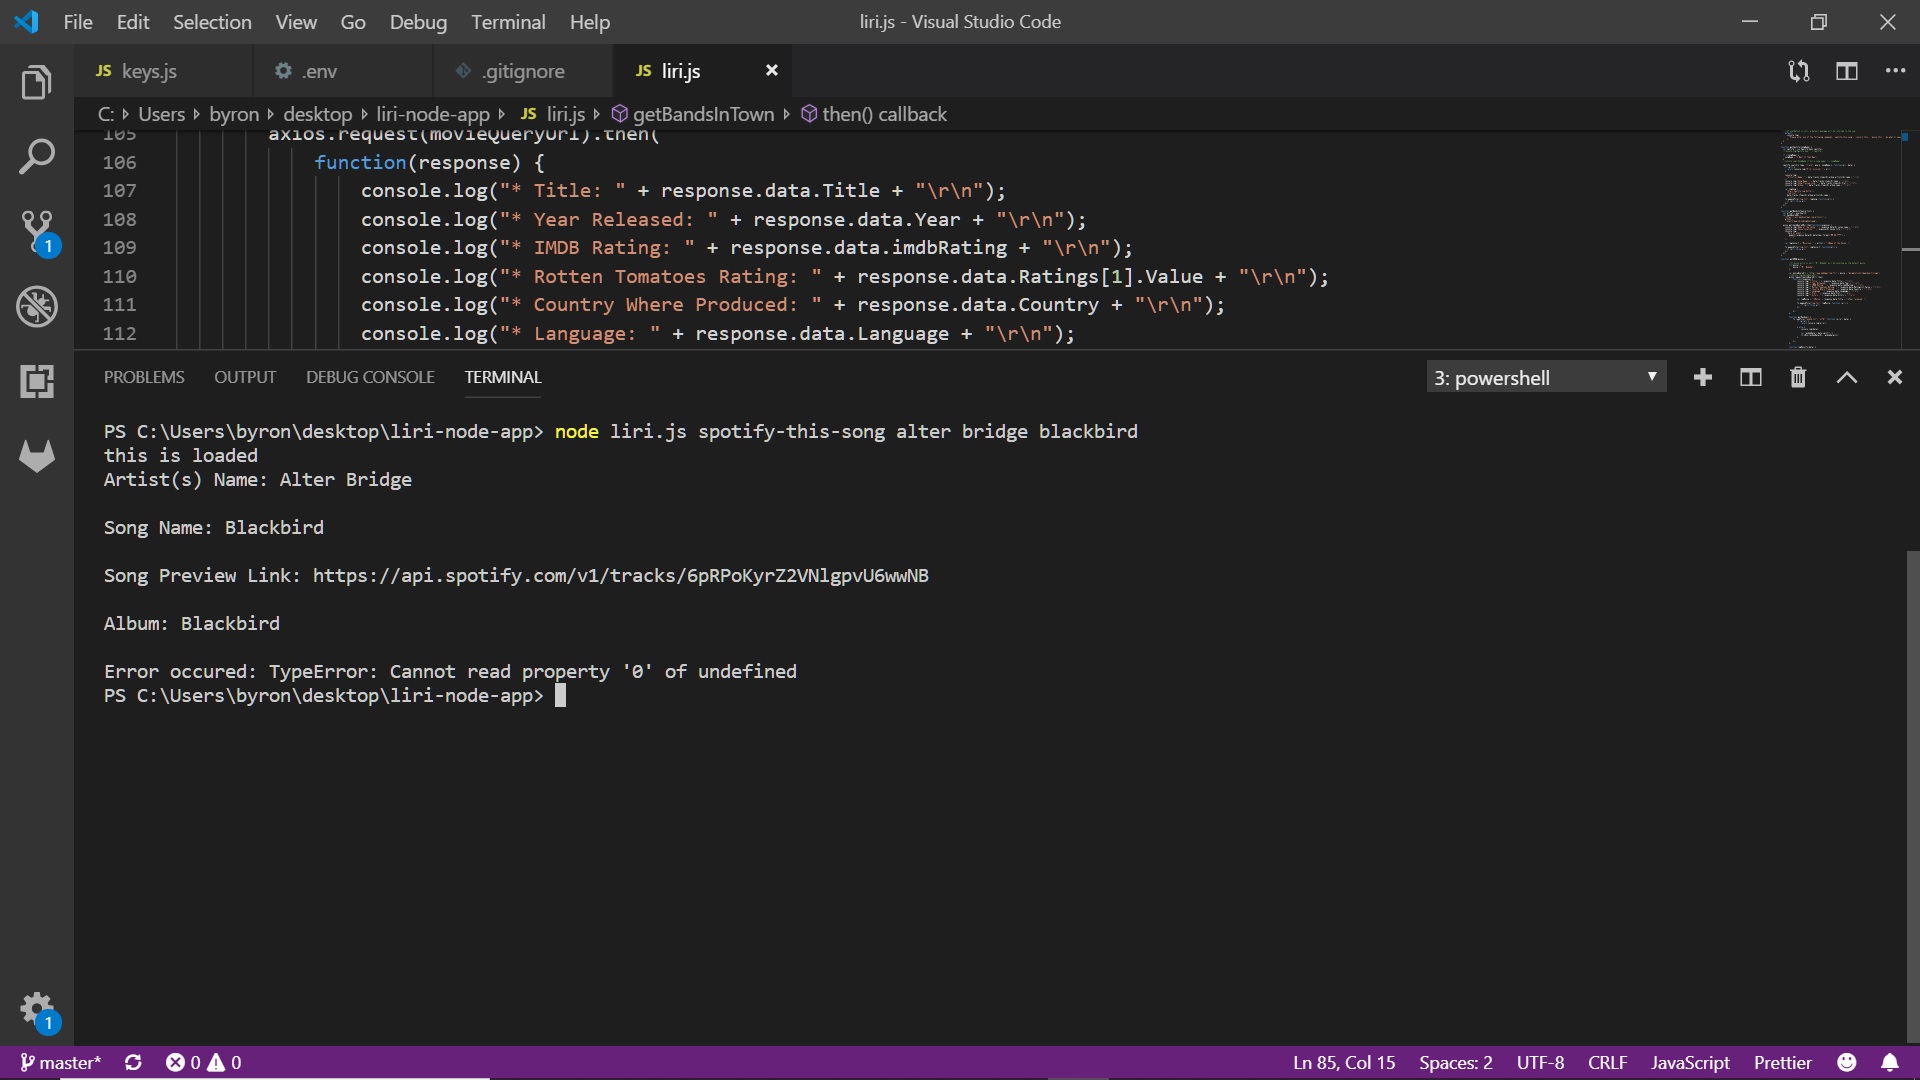 File Edit Selection View Go Debug Terminal Help
liri.js - Visual Studio Code
JS keys.js
.env
.gitignore
JS liri.js
C: Users byron desktop liri-node-app JS liri.js getBandsInTown then() callback
105 axios.request(movieQueryUrl).then(
106 function(response) {
107 console.log("* Title: " + response.data.Title + "\r\n");
108 console.log("* Year Released: " + response.data.Year + "\r\n");
109 console.log("* IMDB Rating: " + response.data.imdbRating + "\r\n");
110 console.log("* Rotten Tomatoes Rating: " + response.data.Ratings[1].Value + "\r\n");
111 console.log("* Country Where Produced: " + response.data.Country + "\r\n");
112 console.log("* Language: " + response.data.Language + "\r\n");
1
PROBLEMS OUTPUT DEBUG CONSOLE TERMINAL
3: powershell
PS C:\Users\byron\desktop\liri-node-app> node liri.js spotify-this-song alter bridge blackbird
this is loaded
Artist(s) Name: Alter Bridge
Song Name: Blackbird
Song Preview Link: https://api.spotify.com/v1/tracks/6pRPoKyrZ2VNlgpvU6wwNB
Album: Blackbird
Error occured: TypeError: Cannot read property '0' of undefined
PS C:\Users\byron\desktop\liri-node-app>
1
master* 0 0
Ln 85, Col 15 Spaces: 2 UTF-8 CRLF JavaScript Prettier